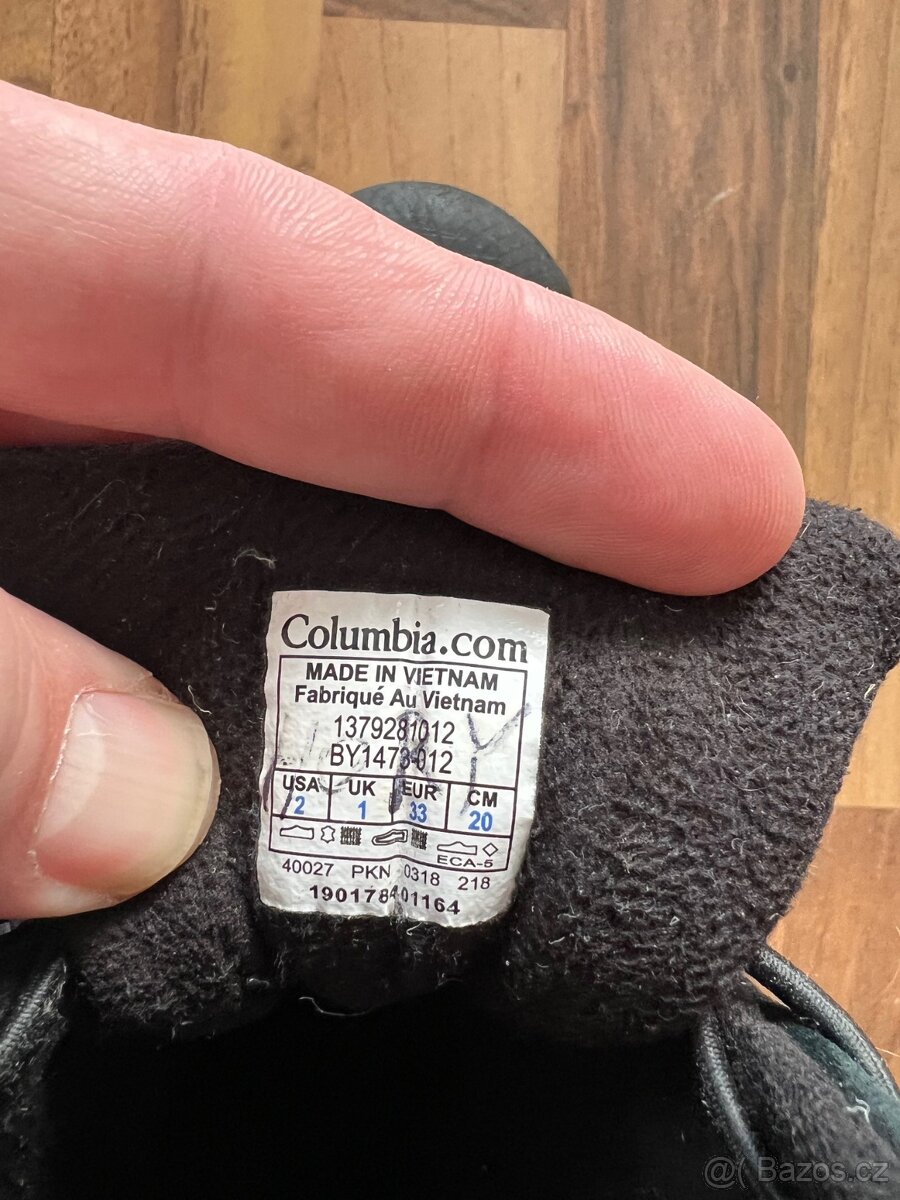 Columbia.com
MADE IN VIETNAM
Fabriqué Au Vietnam
1379281012
BY1473-012
USA UK EUR CM
2 1 33 20
ECA-5
40027 PKN 0318 218
190178401164
@( Bazos.cz